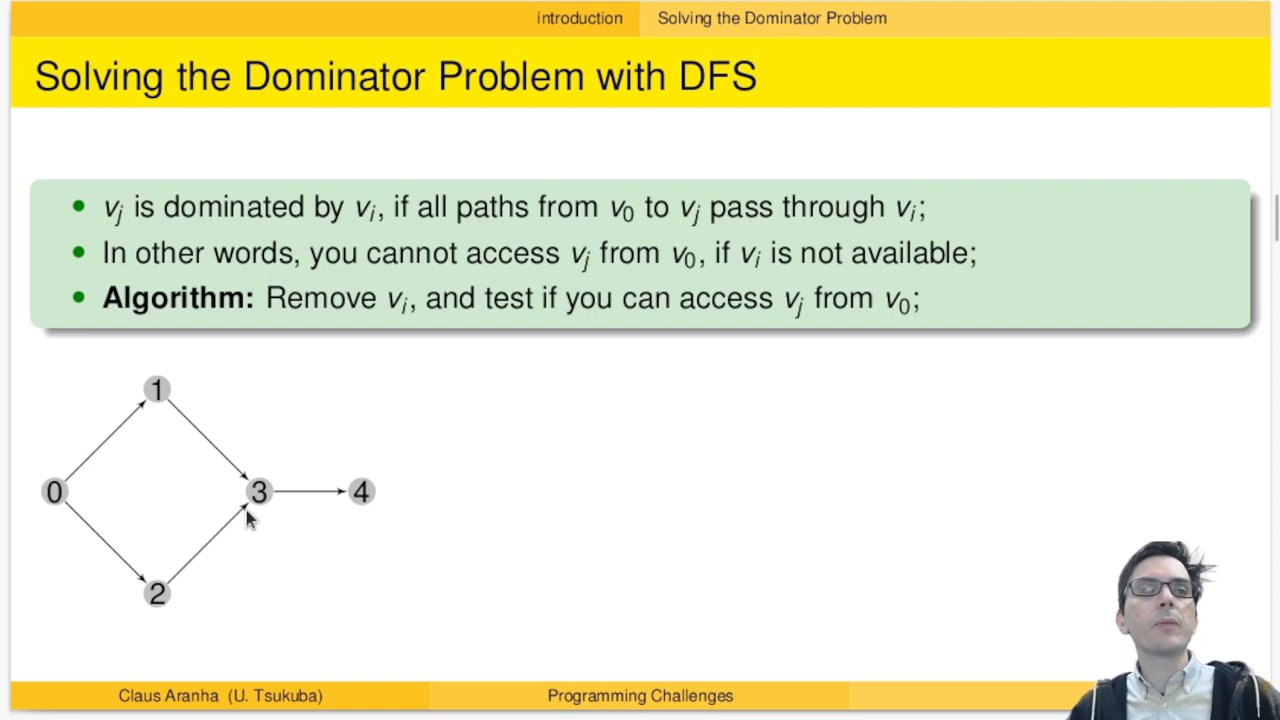 introduction Solving the Dominator Problem
Solving the Dominator Problem with DFS
• vj is dominated by vi, if all paths from v0 to vj pass through vi;
• In other words, you cannot access vj from v0, if vi is not available;
• Algorithm: Remove vi, and test if you can access vj from v0;
1
0 3 4
2
Claus Aranha (U. Tsukuba) Programming Challenges